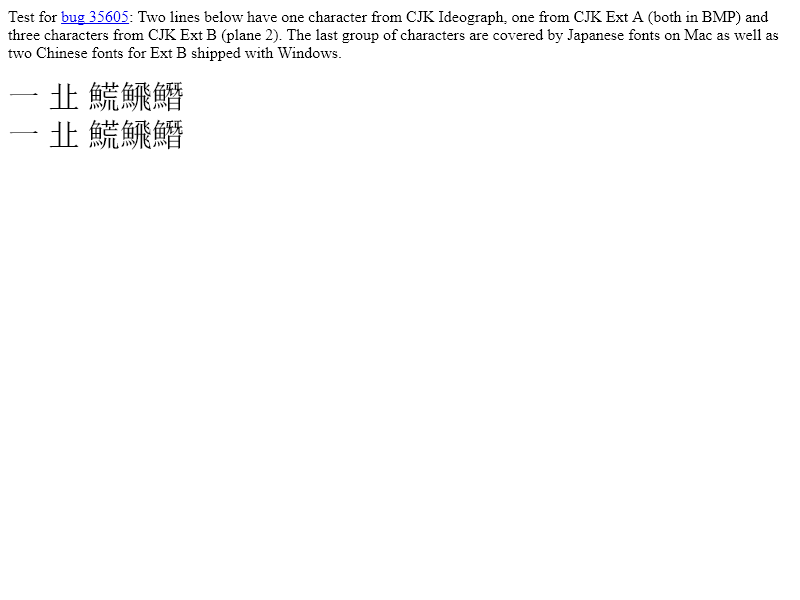 Test for bug 35605: Two lines below have one character from CJK Ideograph, one from CJK Ext A (both in BMP) and
three characters from CJK Ext B (plane 2). The last group of characters are covered by Japanese fonts on Mac as well as
two Chinese fonts for Ext B shipped with Windows.
一 㐀 𩺊𩹉
一 㐀 𩺊𩹉